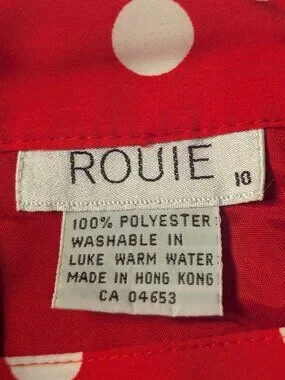 ROUIE 10
100% POLYESTER
WASHABLE IN
LUKE WARM WATER
MADE IN HONG KONG
CA 04653